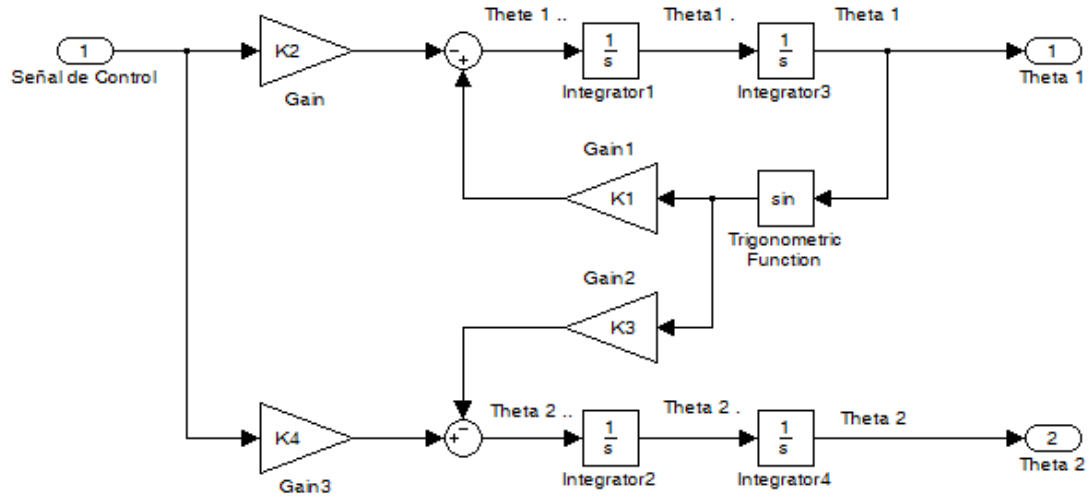 Thete 1 ..
Theta1 .
Theta 1
1
Señal de Control
K2
Gain
-
+
1
s
Integrator1
1
s
Integrator3
1
Theta 1
Gain1
K1
sin
Trigonometric
Function
Gain2
K3
Theta 2 ..
Theta 2 .
Theta 2
K4
Gain3
+
-
1
s
Integrator2
1
s
Integrator4
2
Theta 2